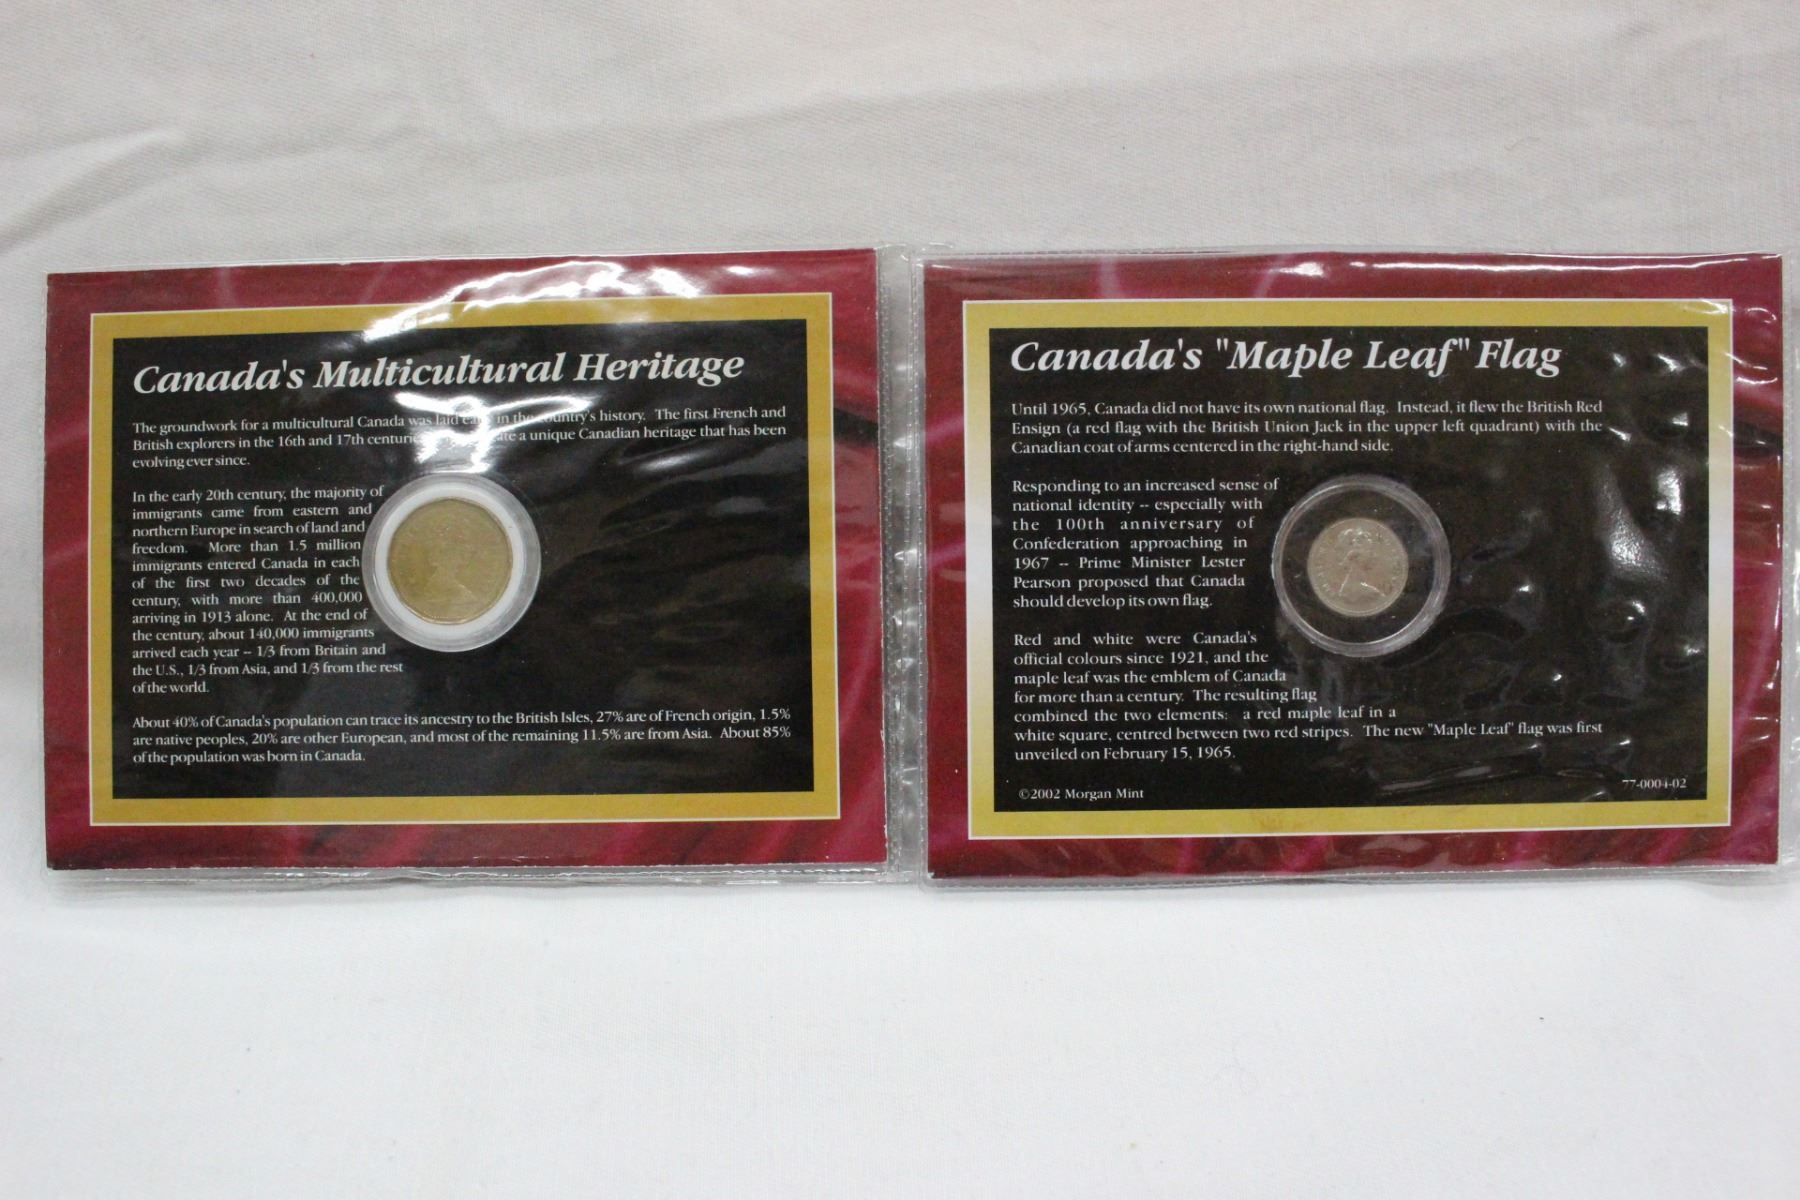 Canada's Multicultural Heritage
The groundwork for a multicultural Canada was laid in the country's history. The first French and
British explorers in the 16th and 17th a unique Canadian heritage that has been
evolving ever since.
In the early 20th century, the majority of
immigrants came from eastern and
northern Europe in search of land and
freedom. More than 1.5 million
immigrants entered Canada in each
of the first two decades of the
century, with more than 400,000
arriving in 1913 alone. At the end of
the century, about 140,000 immigrants
arrived each year -- 1/3 from Britain and
the U.S., 1/3 from Asia, and 1/3 from the rest
of the world.
About 40% of Canada's population can trace its ancestry to the British Isles, 27% are of French origin, 1.5%
are native peoples, 20% are other European, and most of the remaining 11.5% are from Asia. About 85%
of the population was born in Canada.
Canada's "Maple Leaf" Flag
Until 1965, Canada did not have its own national flag. Instead, it flew the British Red
Ensign (a red flag with the British Union Jack in the upper left quadrant) with the
Canadian coat of arms centered in the right-hand side.
Responding to an increased sense of
national identity -- especially with
the 100th anniversary of
Confederation approaching in
1967 -- Prime Minister Lester
Pearson proposed that Canada
should develop its own flag.
Red and white were Canada's
official colours since 1921, and the
maple leaf was the emblem of Canada
for more than a century. The resulting flag
combined the two elements: a red maple leaf in a
white square, centred between two red stripes. The new "Maple Leaf" flag was first
unveiled on February 15, 1965.
©2002 Morgan Mint
77-0004-02